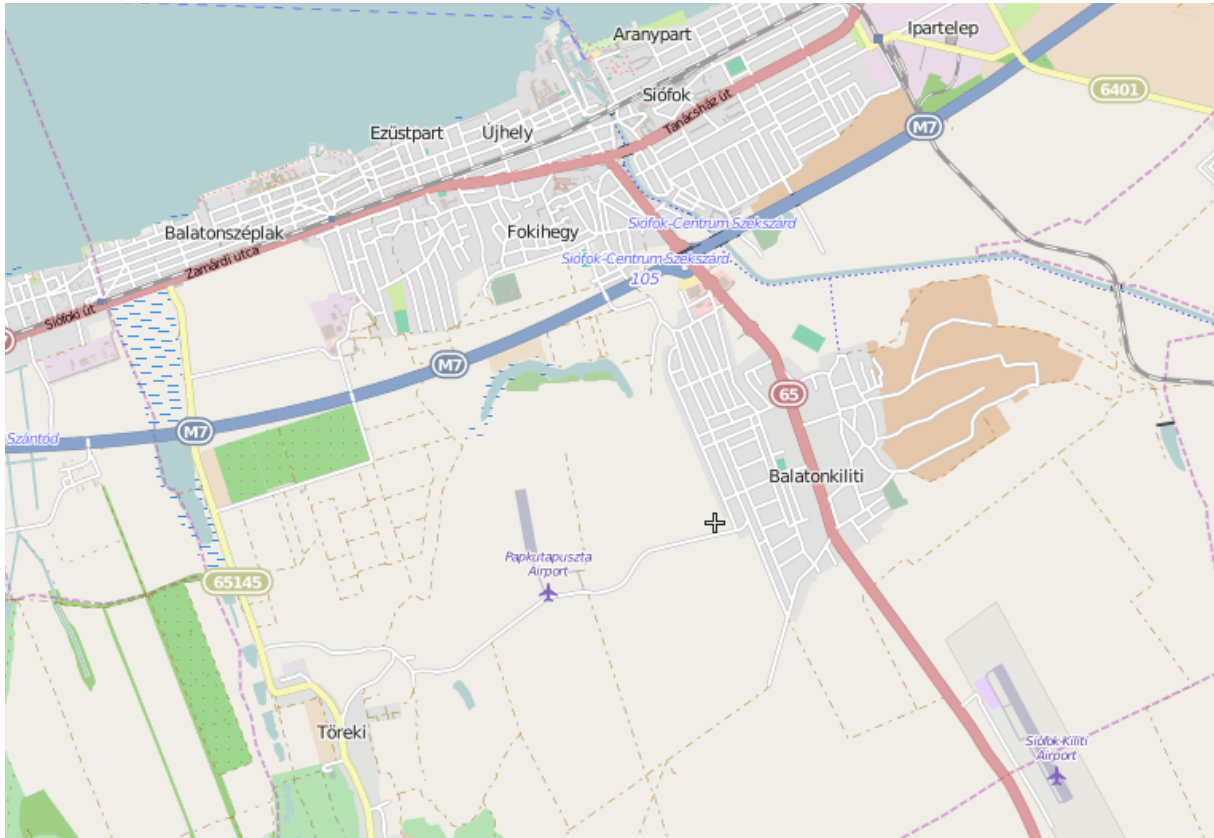 Aranypart
Ipartelep
6401
Siófok
Tanácsház út
M7
Ezüstpart
Újhely
Siófok-Centrum Szekszárd
Balatonszéplak
Fokihegy
Zamárdi utca
Siófok-Centrum Szekszárd
105
Siófoki út
M7
65
M7
Szántód
Balatonkiliti
Papkutapuszta
Airport
65145
Töreki
Siófok-Kiliti
Airport